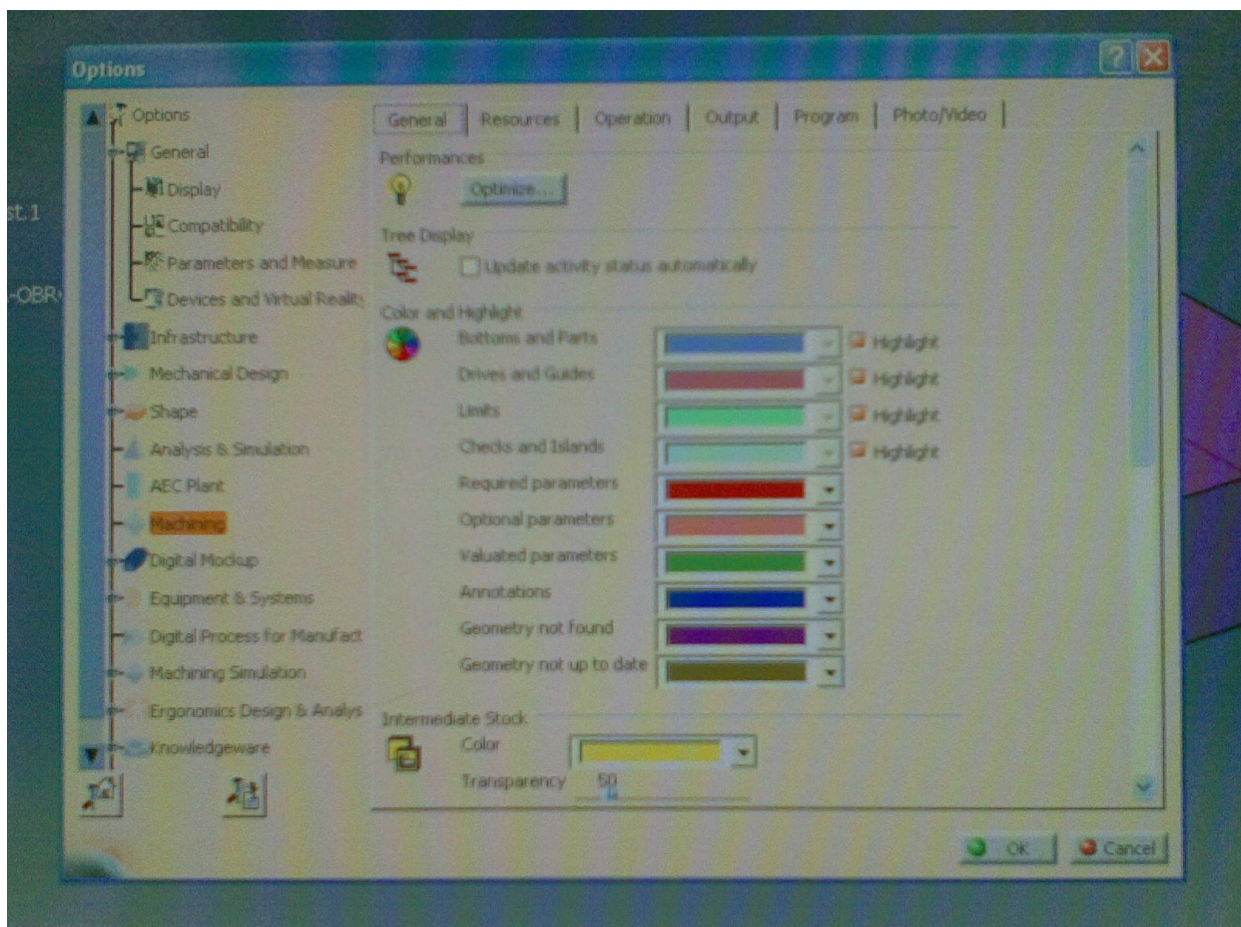 Options
Options
General
Display
Compatibility
Parameters and Measure
Devices and Virtual Realit
Infrastructure
Mechanical Design
Shape
Analysis & Simulation
AEC Plant
Machining
Digital Mockup
Equipment & Systems
Digital Process for Manufact
Machining Simulation
Ergonomics Design & Analys
Knowledgeware
General Resources Operation Output Program Photo/Video
Performances
Optimize...
Tree Display
Update activity status automatically
Color and Highlight
Bottoms and Parts Highlight
Drives and Guides Highlight
Limits Highlight
Checks and Islands Highlight
Required parameters
Optional parameters
Valuated parameters
Annotations
Geometry not found
Geometry not up to date
Intermediate Stock
Color
Transparency 50
OK Cancel
st.1
-OBR